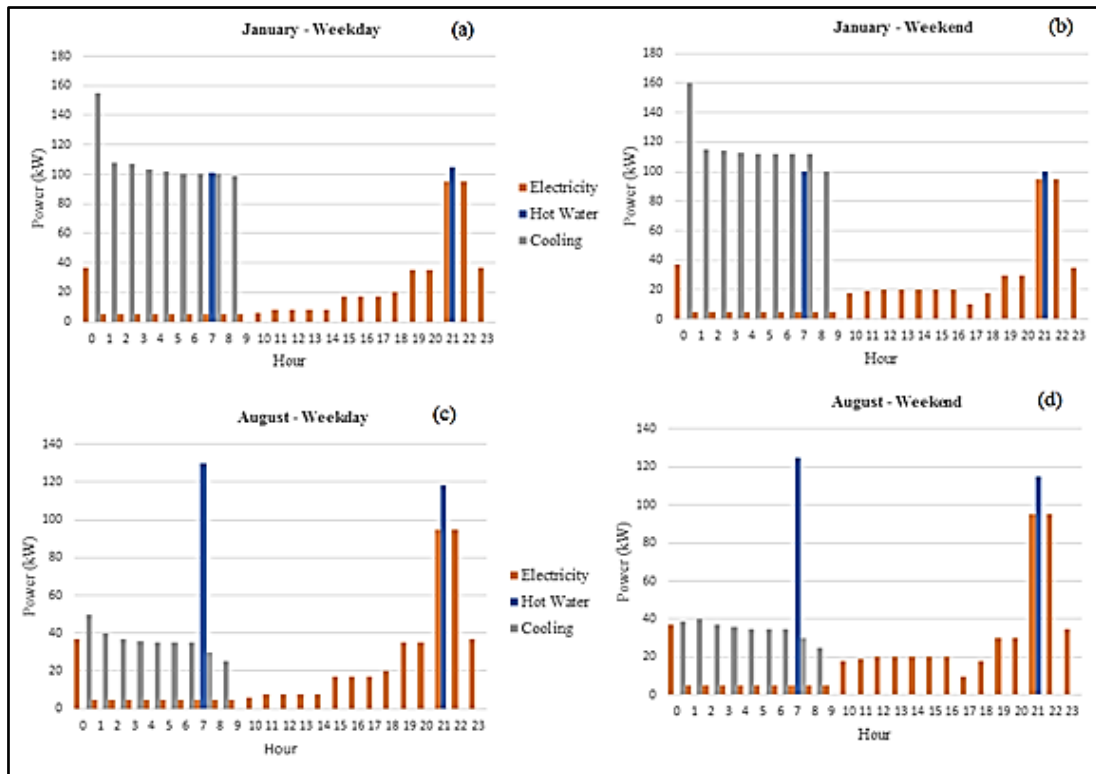 January - Weekday (a)
180
160
140
120
100
80
60
40
20
0
Power (kW)
0 1 2 3 4 5 6 7 8 9 10 11 12 13 14 15 16 17 18 19 20 21 22 23
Hour
Electricity
Hot Water
Cooling
January - Weekend (b)
180
160
140
120
100
80
60
40
20
0
Power (kW)
0 1 2 3 4 5 6 7 8 9 10 11 12 13 14 15 16 17 18 19 20 21 22 23
Hour
August - Weekday (c)
140
120
100
80
60
40
20
0
Power (kW)
0 1 2 3 4 5 6 7 8 9 10 11 12 13 14 15 16 17 18 19 20 21 22 23
Hour
Electricity
Hot Water
Cooling
August - Weekend (d)
140
120
100
80
60
40
20
0
Power (kW)
0 1 2 3 4 5 6 7 8 9 10 11 12 13 14 15 16 17 18 19 20 21 22 23
Hour